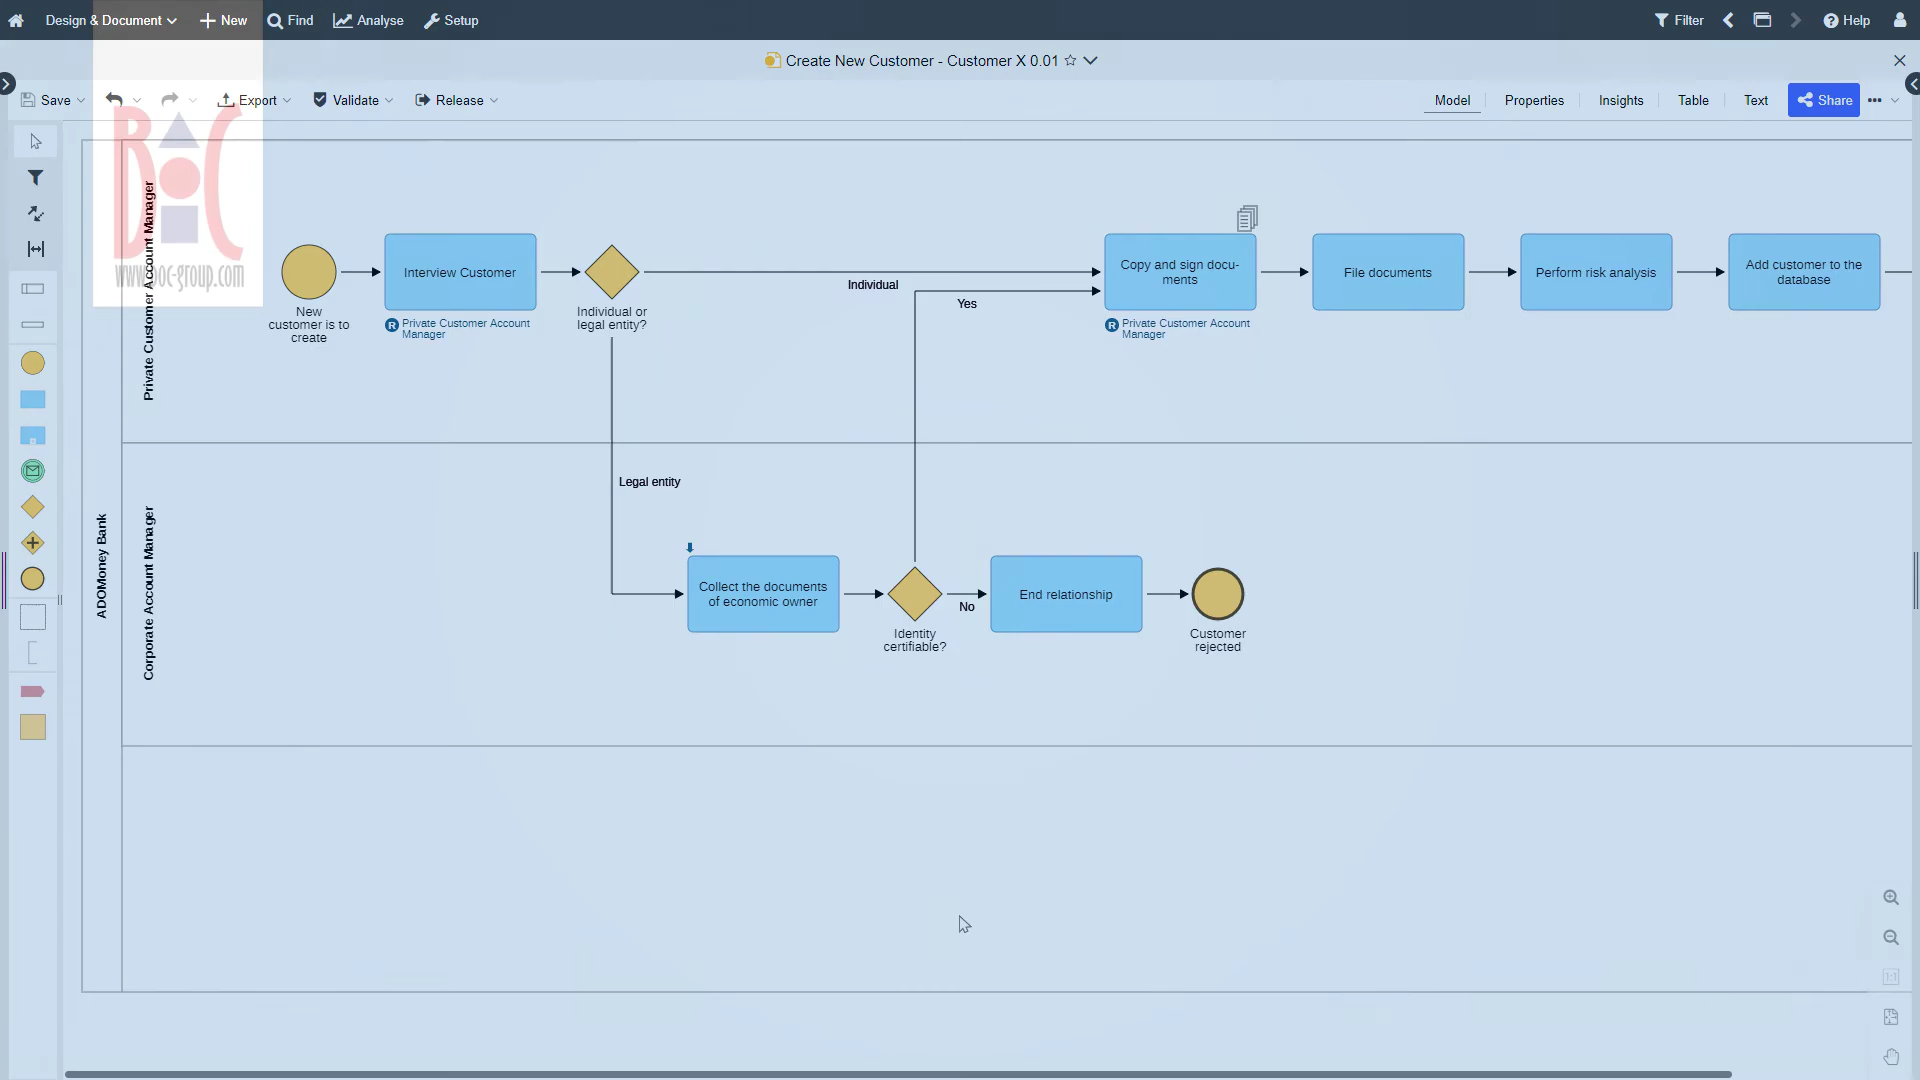 Design & Document
New
Find
Analyse
Setup
Filter
Help
Create New Customer - Customer X 0.01
Save
Export
Validate
Release
Model
Properties
Insights
Table
Text
Share
BOC
www.boc-group.com
ADOMoney Bank
Private Customer Account Manager
New
customer is to
create
Interview Customer
R Private Customer Account
Manager
Individual or
legal entity?
Individual
Yes
Copy and sign docu-
ments
R Private Customer Account
Manager
File documents
Perform risk analysis
Add customer to the
database
Corporate Account Manager
Legal entity
Collect the documents
of economic owner
Identity
certifiable?
No
End relationship
Customer
rejected
1:1